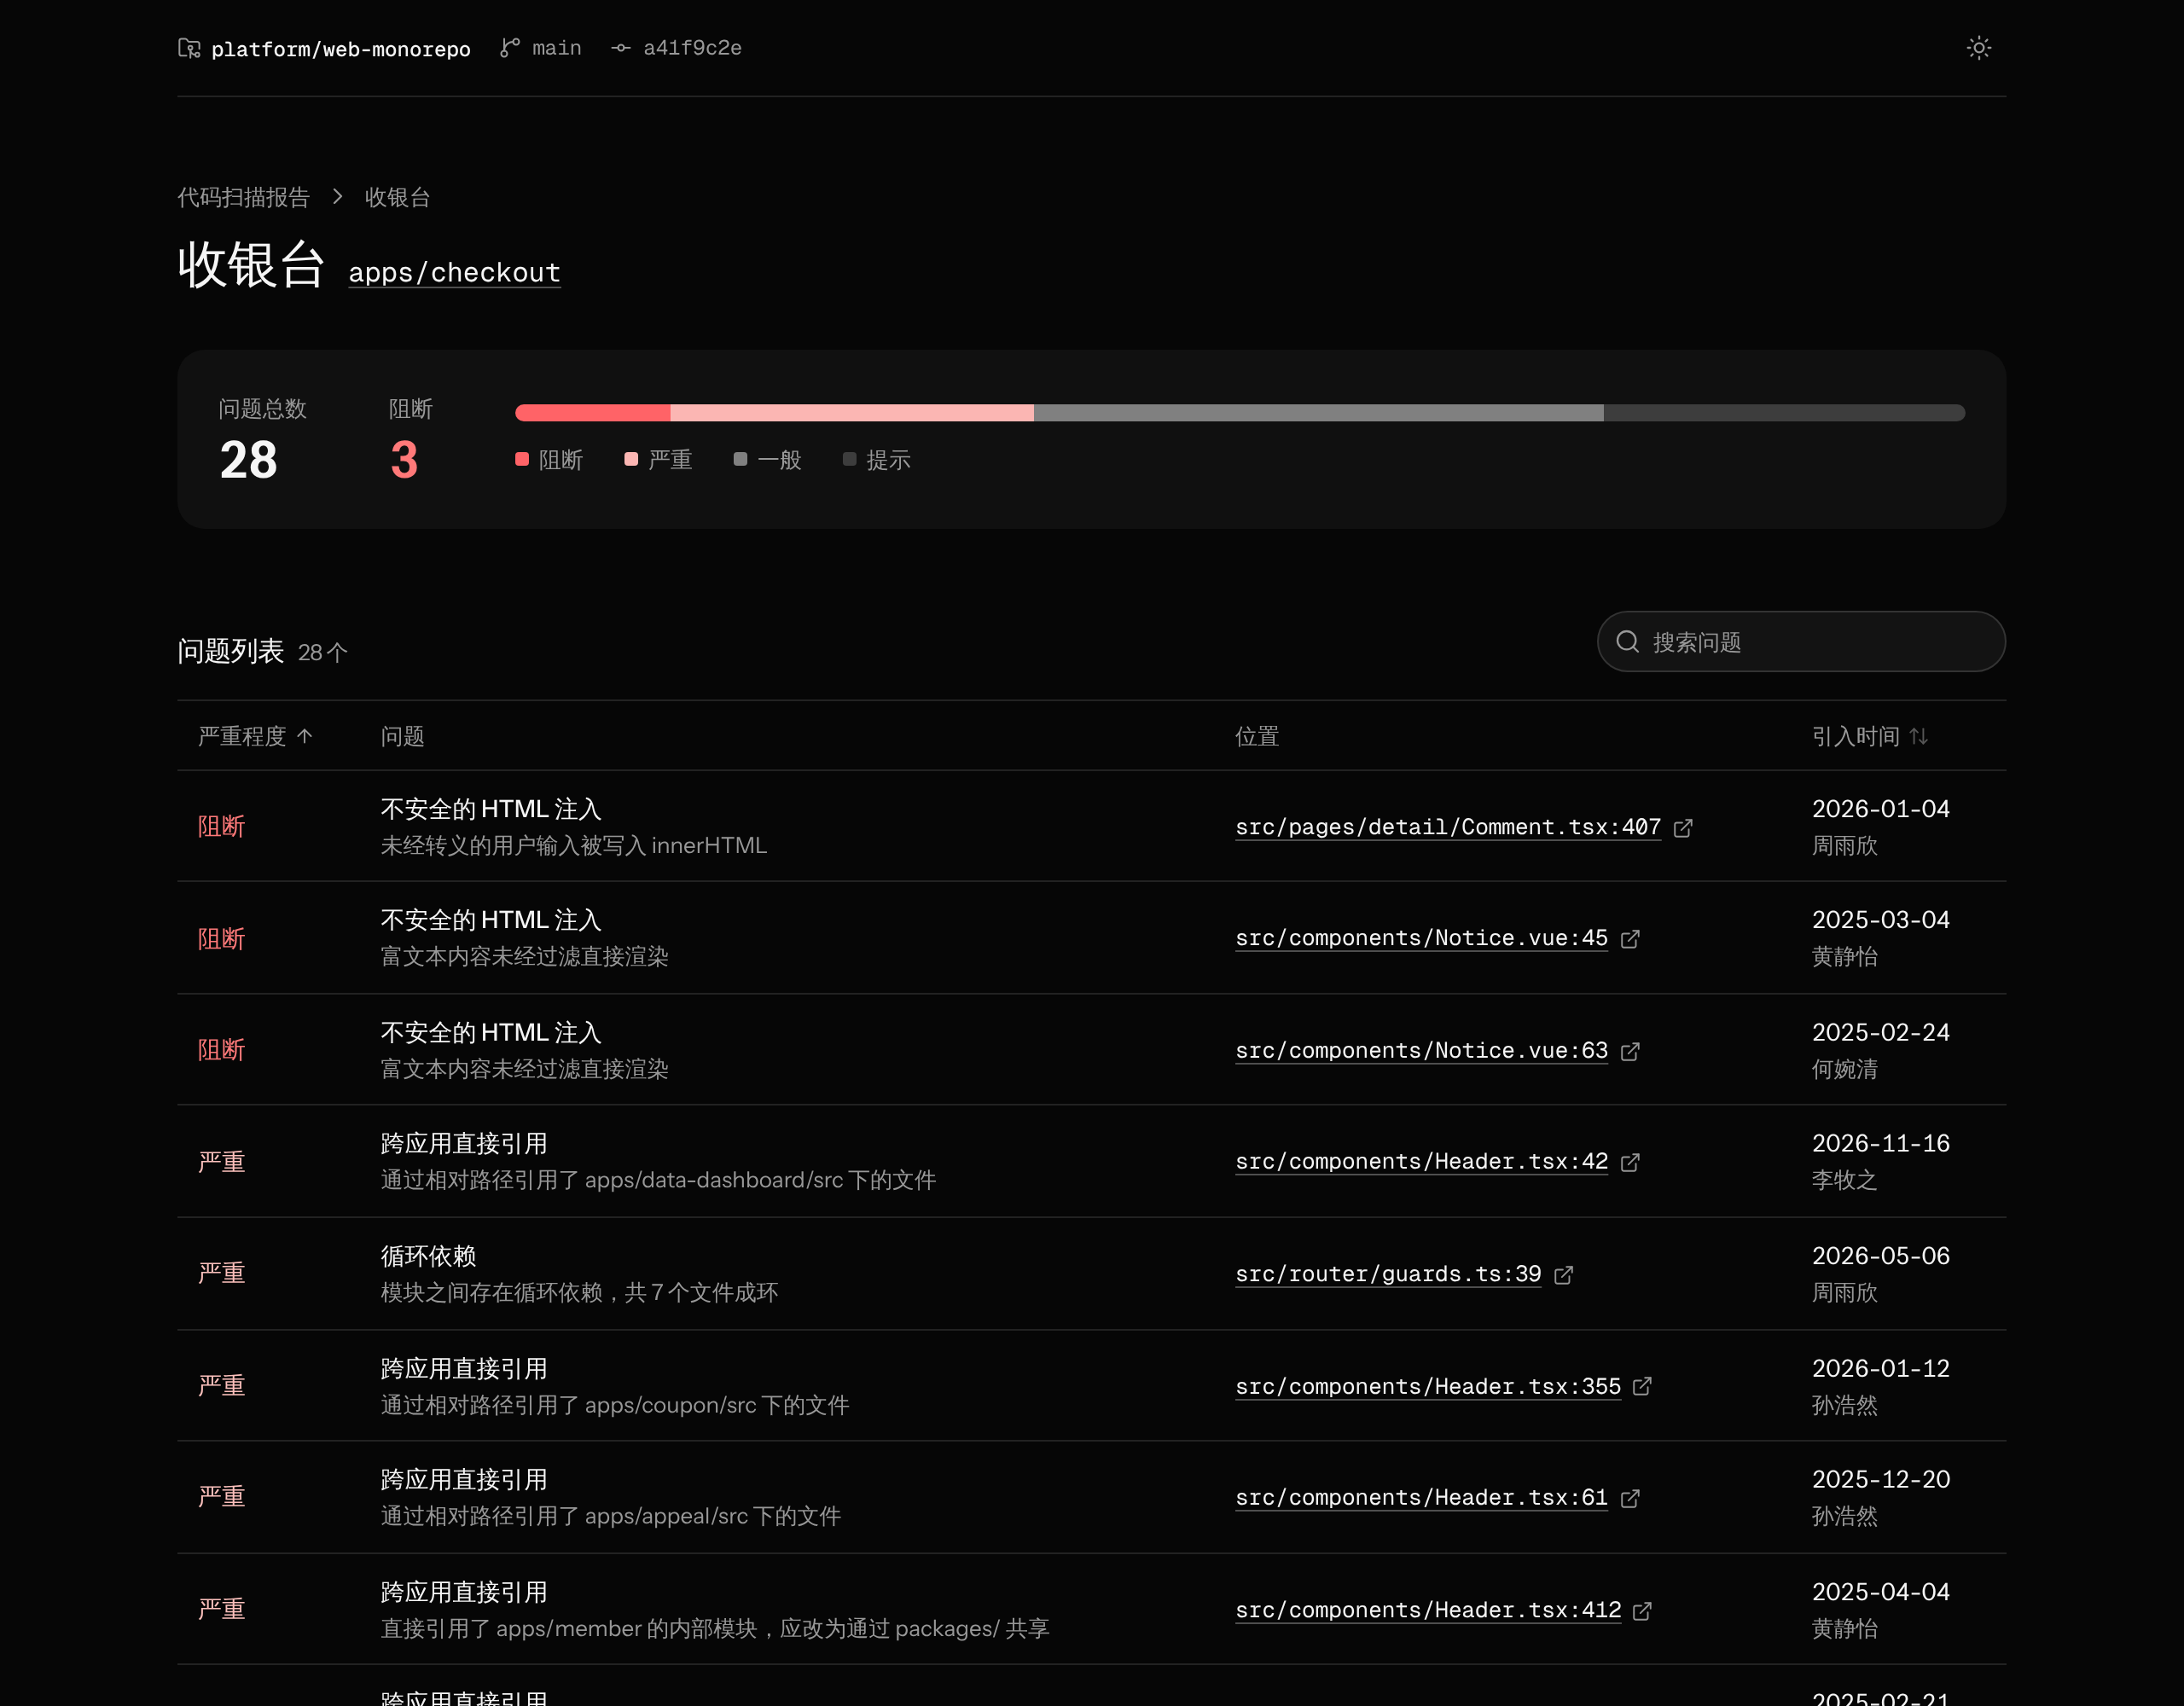 platform/web-monorepo main a41f9c2e
代码扫描报告 > 收银台
收银台 apps/checkout
问题总数 阻断
28 3
阻断 严重 一般 提示
问题列表 28 个
搜索问题
严重程度 ↑ 问题 位置 引入时间 ↑↓
阻断 不安全的 HTML 注入 src/pages/detail/Comment.tsx:407 2026-01-04
未经转义的用户输入被写入 innerHTML 周雨欣
阻断 不安全的 HTML 注入 src/components/Notice.vue:45 2025-03-04
富文本内容未经过滤直接渲染 黄静怡
阻断 不安全的 HTML 注入 src/components/Notice.vue:63 2025-02-24
富文本内容未经过滤直接渲染 何婉清
严重 跨应用直接引用 src/components/Header.tsx:42 2026-11-16
通过相对路径引用了 apps/data-dashboard/src 下的文件 李牧之
严重 循环依赖 src/router/guards.ts:39 2026-05-06
模块之间存在循环依赖，共 7 个文件成环 周雨欣
严重 跨应用直接引用 src/components/Header.tsx:355 2026-01-12
通过相对路径引用了 apps/coupon/src 下的文件 孙浩然
严重 跨应用直接引用 src/components/Header.tsx:61 2025-12-20
通过相对路径引用了 apps/appeal/src 下的文件 孙浩然
严重 跨应用直接引用 src/components/Header.tsx:412 2025-04-04
直接引用了 apps/member 的内部模块，应改为通过 packages/ 共享 黄静怡
跨应用直接引用 2025-02-21